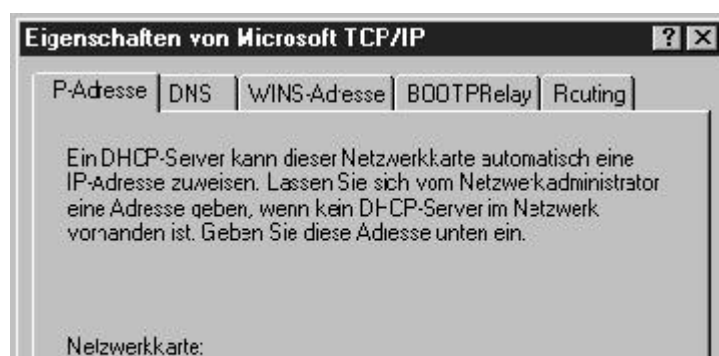 Eigenschaften von Microsoft TCP/IP ? X
IP-Adresse DNS WINS-Adresse BOOTPRelay Routing
Ein DHCP-Server kann dieser Netzwerkkarte automatisch eine
IP-Adresse zuweisen. Lassen Sie sich vom Netzwerkadministrator
eine Adresse geben, wenn kein DHCP-Server im Netzwerk
vorhanden ist. Geben Sie diese Adresse unten ein.
Netzwerkkarte: